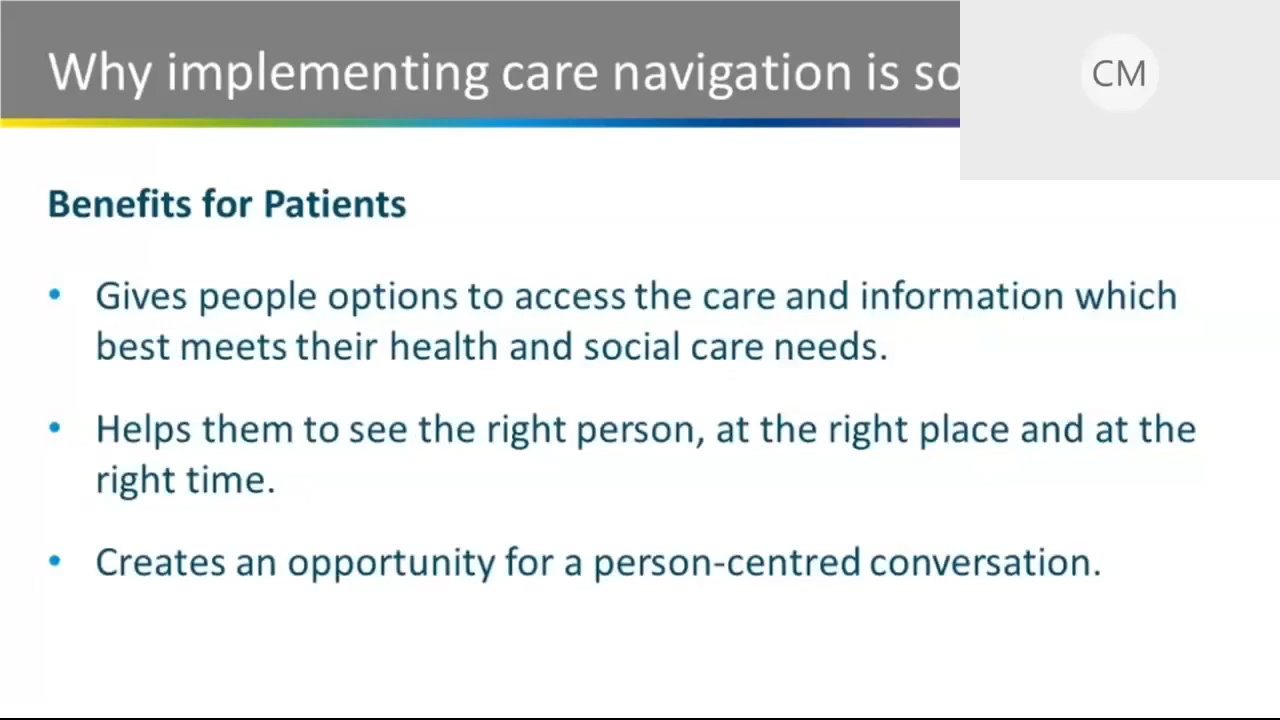 Why implementing care navigation is so
CM
Benefits for Patients
• Gives people options to access the care and information which
best meets their health and social care needs.
• Helps them to see the right person, at the right place and at the
right time.
• Creates an opportunity for a person-centred conversation.